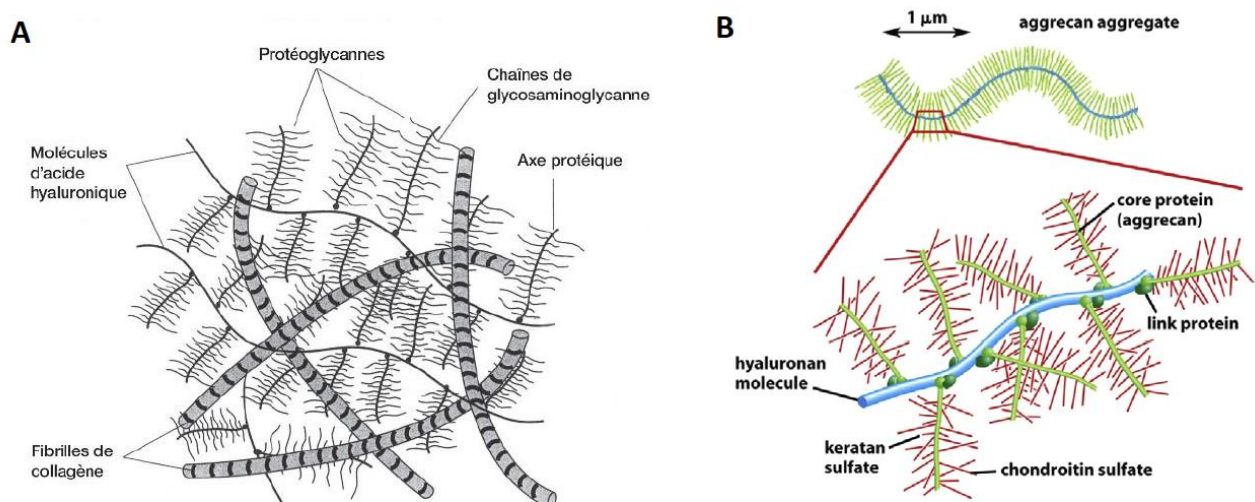 A
Protéoglycannes
Chaînes de
glycosaminoglycanne
Molécules
d'acide
hyaluronique
Axe protéique
Fibrilles de
collagène
B
1 μm
aggrecan aggregate
core protein
(aggrecan)
link protein
hyaluronan
molecule
keratan
sulfate
chondroitin sulfate